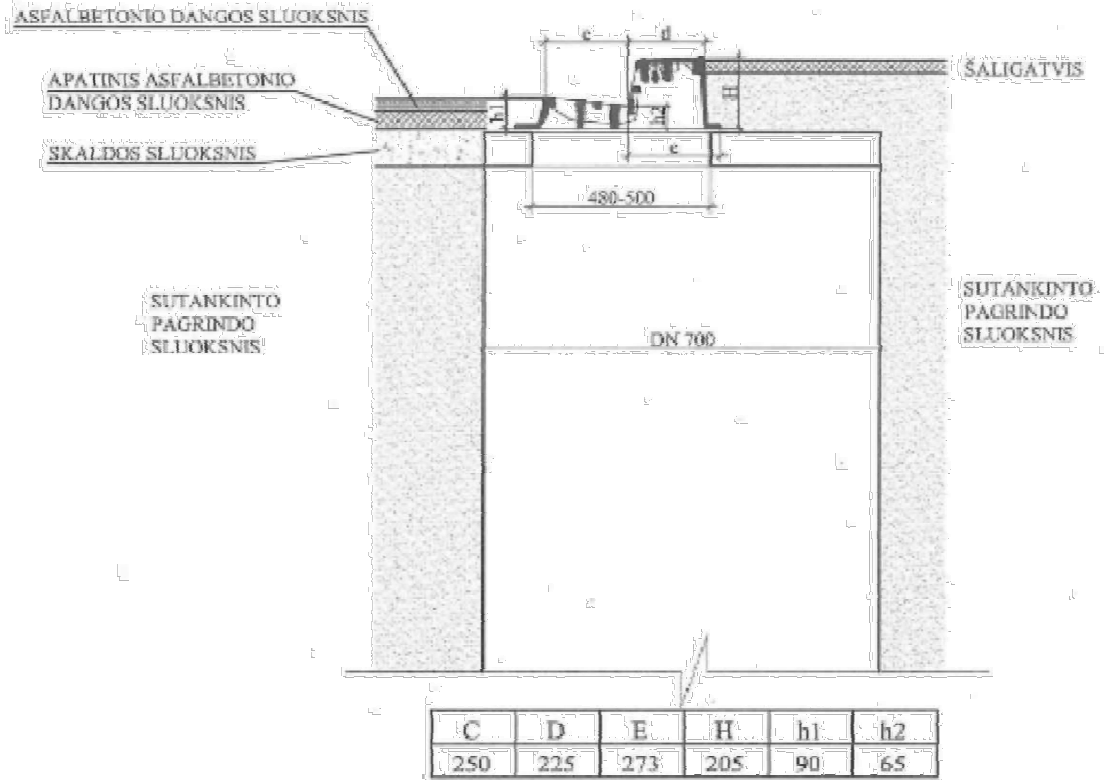 ASFALBETONIO DANGOS SLUOKSNIS
APATINIS ASFALBETONIO
DANGOS SLUOKSNIS
SKALDOS SLUOKSNIS
c
d
ŠALIGATVIS
h1
H
e
480-500
SUTANKINTO
PAGRINDO
SLUOKSNIS
SUTANKINTO
PAGRINDO
SLUOKSNIS
DN 700
C D E H h1 h2
250 225 273 205 90 65